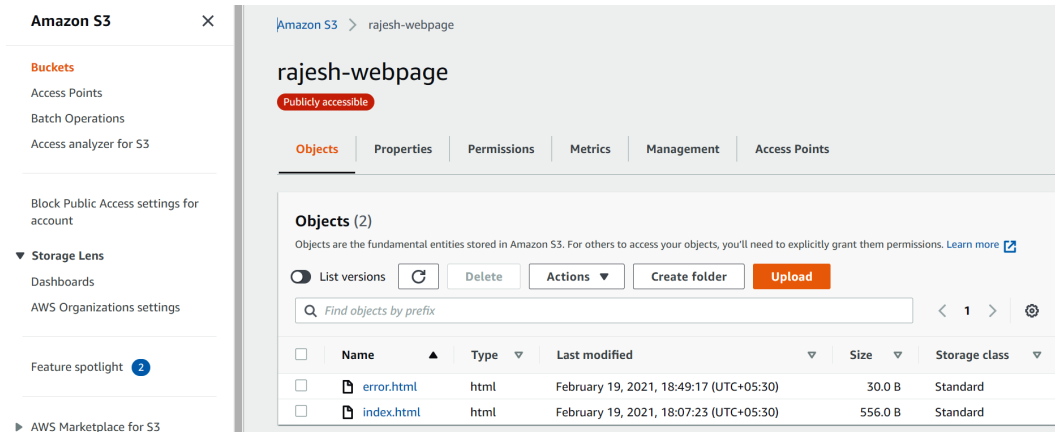 Amazon S3
Buckets
Access Points
Batch Operations
Access analyzer for S3
Block Public Access settings for
account
Storage Lens
Dashboards
AWS Organizations settings
Feature spotlight 2
AWS Marketplace for S3
Amazon S3 > rajesh-webpage
rajesh-webpage
Publicly accessible
Objects Properties Permissions Metrics Management Access Points
Objects (2)
Objects are the fundamental entities stored in Amazon S3. For others to access your objects, you'll need to explicitly grant them permissions. Learn more
List versions Delete Actions Create folder Upload
Find objects by prefix < 1 >
Name Type Last modified Size Storage class
error.html html February 19, 2021, 18:49:17 (UTC+05:30) 30.0 B Standard
index.html html February 19, 2021, 18:07:23 (UTC+05:30) 556.0 B Standard